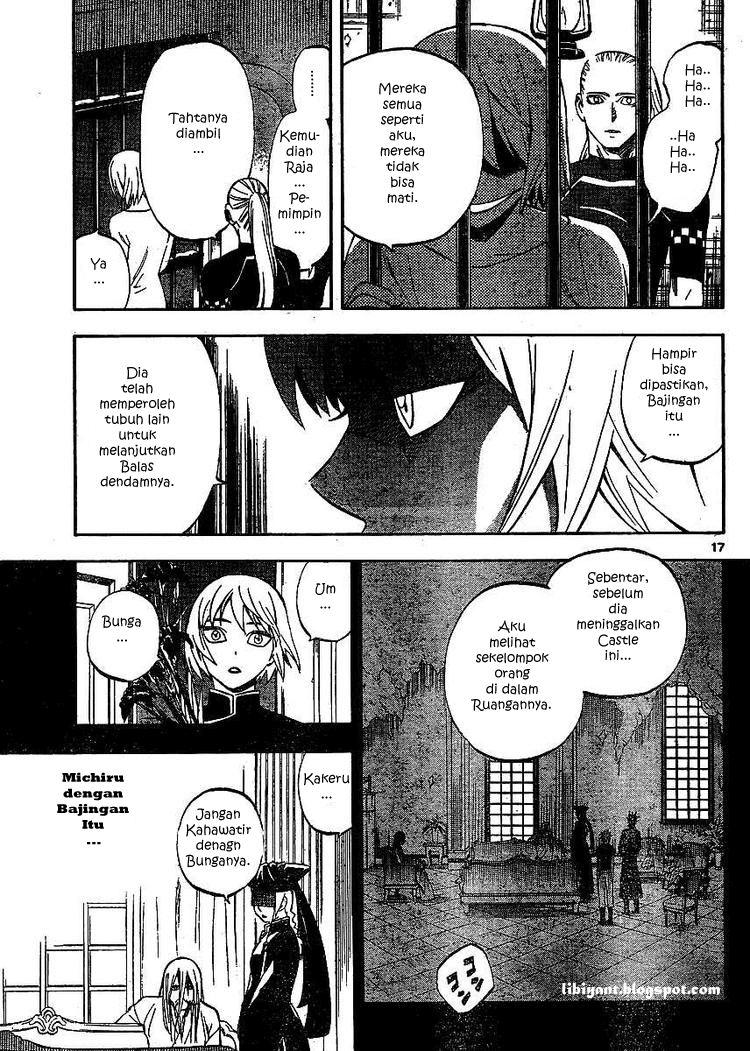 Ha..
Ha.
Ha..
..Ha
Ha.
Ha..
Mereka
semua
seperti
aku,
mereka
tidak
bisa
mati.
........
Kemu-
dian
Raja
...
Pe-
mimpin
...
Tahtanya
diambil
...
Ya
...
Hampir
bisa
dipastikan,
Bajingan
itu
...
Dia
telah
memperoleh
tubuh lain
untuk
melanjutkan
Balas
dendamnya.
17
Sebentar,
sebelum
dia
meninggalkan
Castle
ini...
Aku
melihat
sekelompok
orang
di dalam
Ruangannya.
Um
...
Bunga
...
Kakeru
...
Jangan
Kahawatir
denagn
Bunganya.
Michiru
dengan
Bajingan
Itu
...
libiyant.blogspot.com